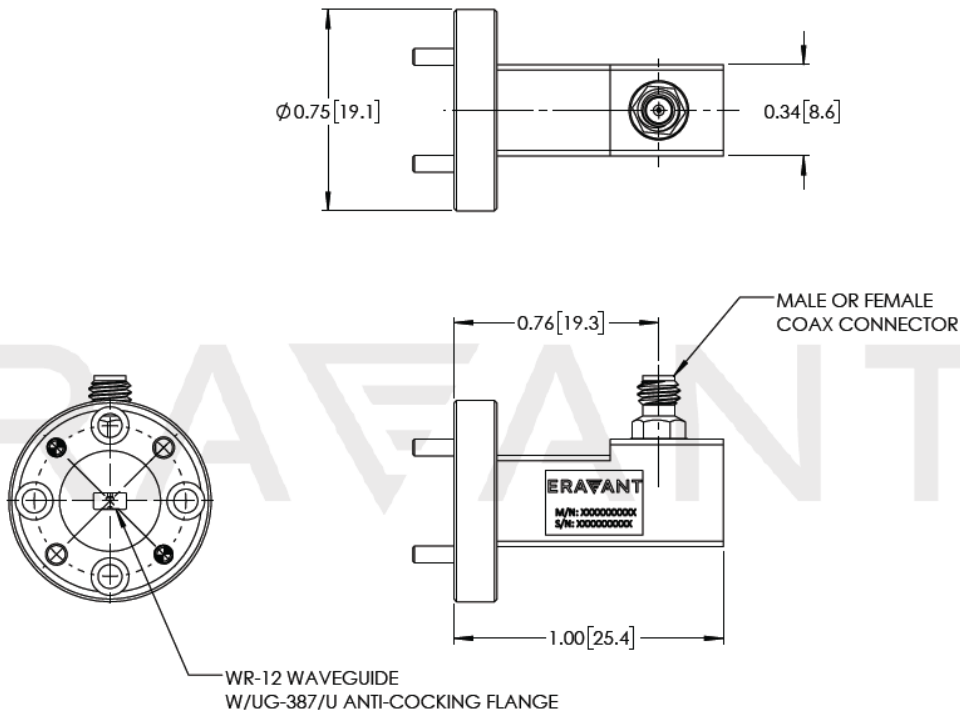 Ø0.75[19.1]
0.34[8.6]
0.76[19.3]
MALE OR FEMALE
COAX CONNECTOR
ERAVANT
ERAVANT
M/N: XXXXXXXXXX
S/N: XXXXXXXXXX
1.00[25.4]
WR-12 WAVEGUIDE
W/UG-387/U ANTI-COCKING FLANGE